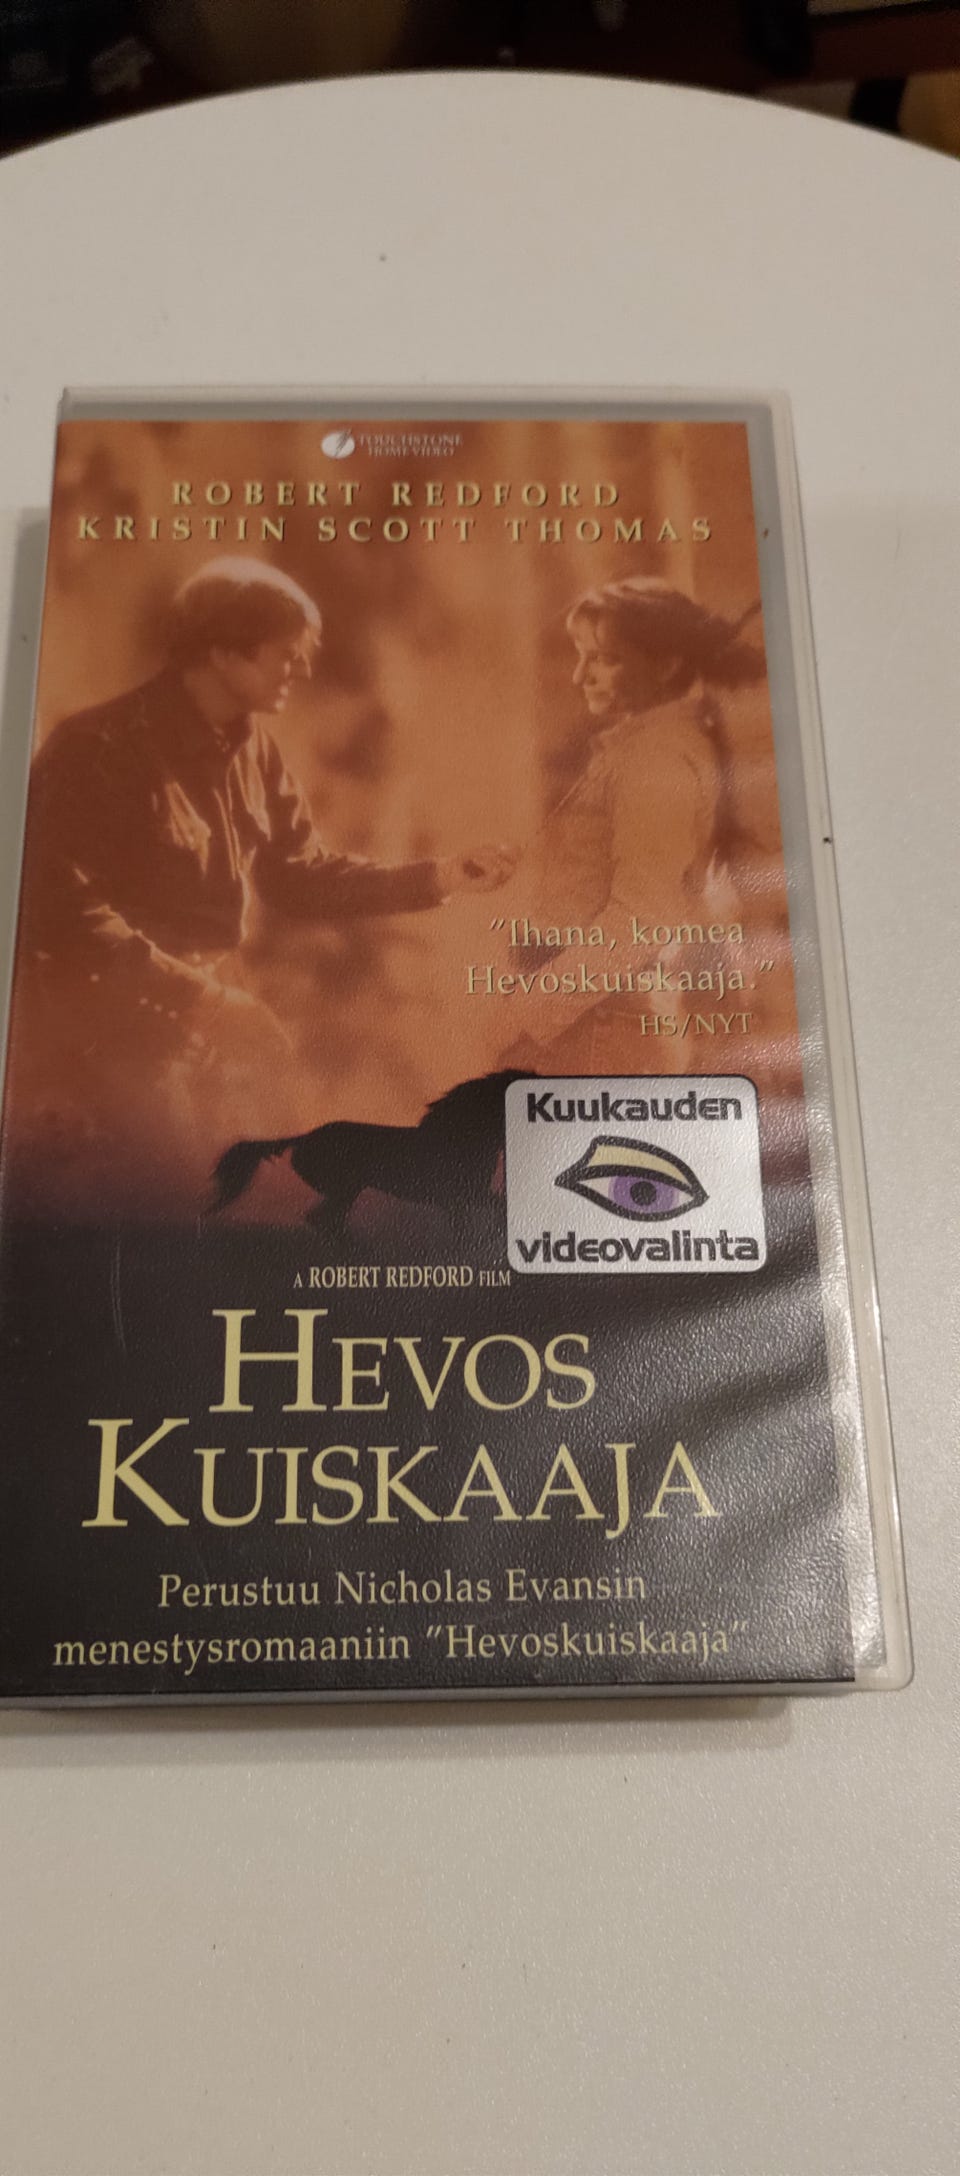 TOUCHSTONE
HOME VIDEO
ROBERT REDFORD
KRISTIN SCOTT THOMAS
"Ihana, komea
Hevoskuiskaaja."
HS/NYT
Kuukauden
videovalinta
A ROBERT REDFORD FILM
HEVOS
KUISKAAJA
Perustuu Nicholas Evansin
menestysromaaniin "Hevoskuiskaaja"